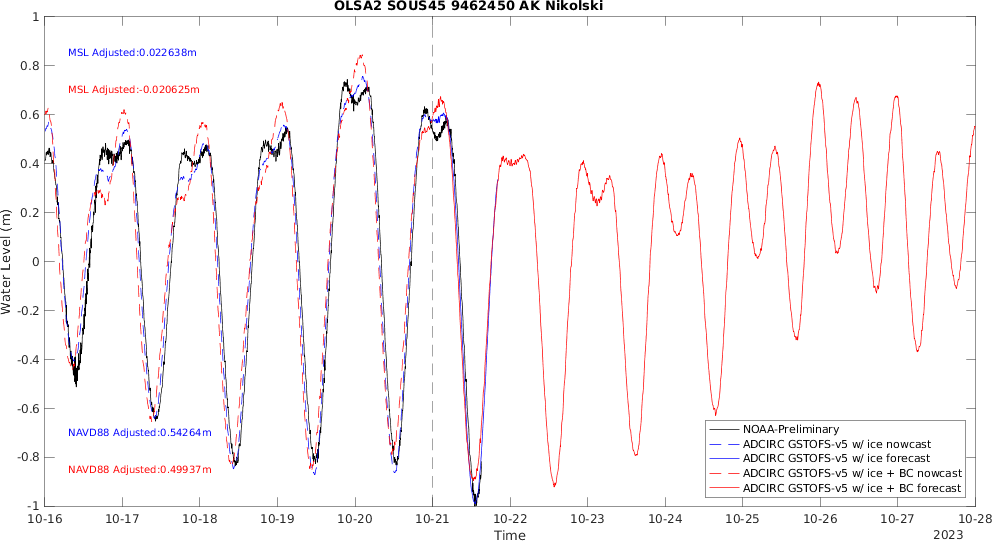 OLSA2 SOUS45 9462450 AK Nikolski
1
0.8
0.6
0.4
0.2
0
-0.2
-0.4
-0.6
-0.8
-1
Water Level (m)
MSL Adjusted:0.022638m
MSL Adjusted:-0.020625m
NAVD88 Adjusted:0.54264m
NAVD88 Adjusted:0.49937m
NOAA-Preliminary
ADCIRC GSTOFS-v5 w/ ice nowcast
ADCIRC GSTOFS-v5 w/ ice forecast
ADCIRC GSTOFS-v5 w/ ice + BC nowcast
ADCIRC GSTOFS-v5 w/ ice + BC forecast
10-16 10-17 10-18 10-19 10-20 10-21 10-22 10-23 10-24 10-25 10-26 10-27 10-28
Time
2023